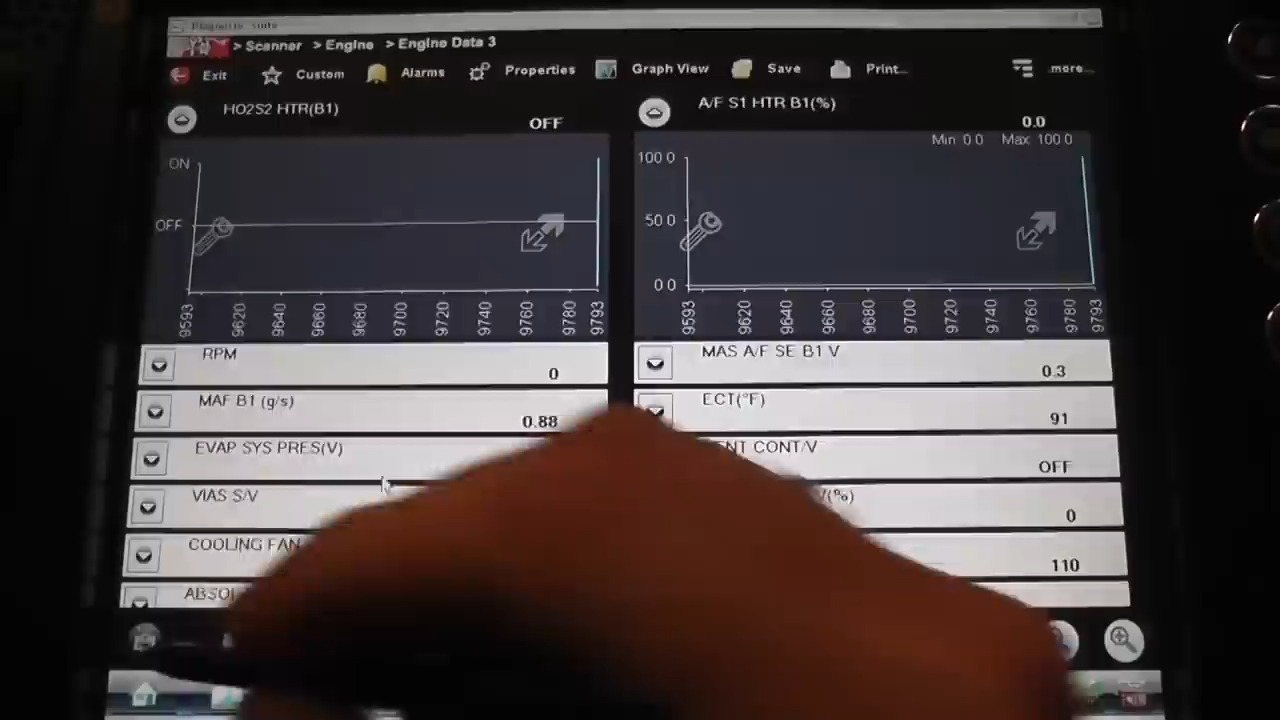 > Scanner > Engine > Engine Data 3
Exit Custom Alarms Properties Graph View Save Print... more...
HO2S2 HTR(B1) OFF
ON
OFF
9593 9620 9640 9660 9680 9700 9720 9740 9760 9780 9793
A/F S1 HTR B1(%) 0.0
Min 0.0 Max 100.0
100.0
50.0
0.0
9593 9620 9640 9660 9680 9700 9720 9740 9760 9780 9793
RPM 0
MAS A/F SE B1 V 0.3
MAF B1 (g/s) 0.88
ECT(°F) 91
EVAP SYS PRES(V)
CONT/V OFF
VIAS S/V
(%) 0
COOLING FAN
110